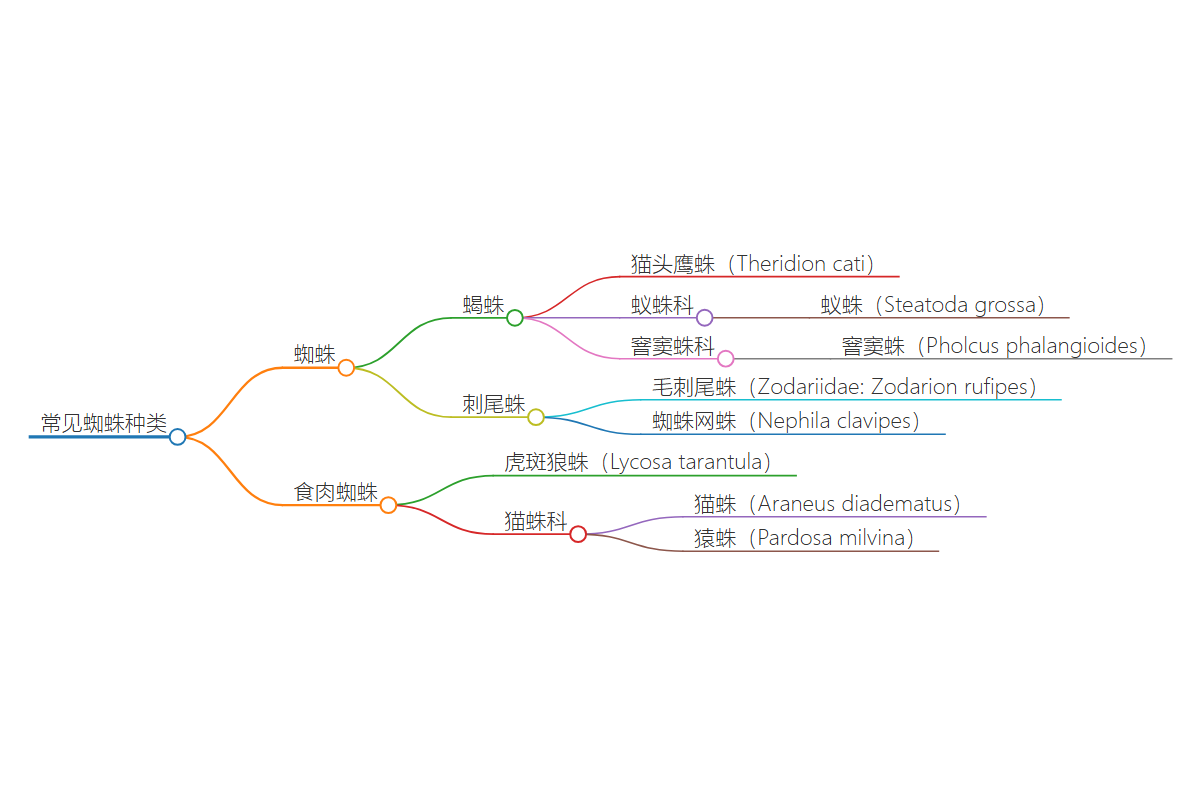 常见蜘蛛种类
蜘蛛
蝎蛛
猫头鹰蛛（Theridion cati）
蚁蛛科
蚁蛛（Steatoda grossa）
窨窦蛛科
窨窦蛛（Pholcus phalangioides）
刺尾蛛
毛刺尾蛛（Zodariidae: Zodarion rufipes）
蜘蛛网蛛（Nephila clavipes）
食肉蜘蛛
虎斑狼蛛（Lycosa tarantula）
猫蛛科
猫蛛（Araneus diadematus）
猿蛛（Pardosa milvina）